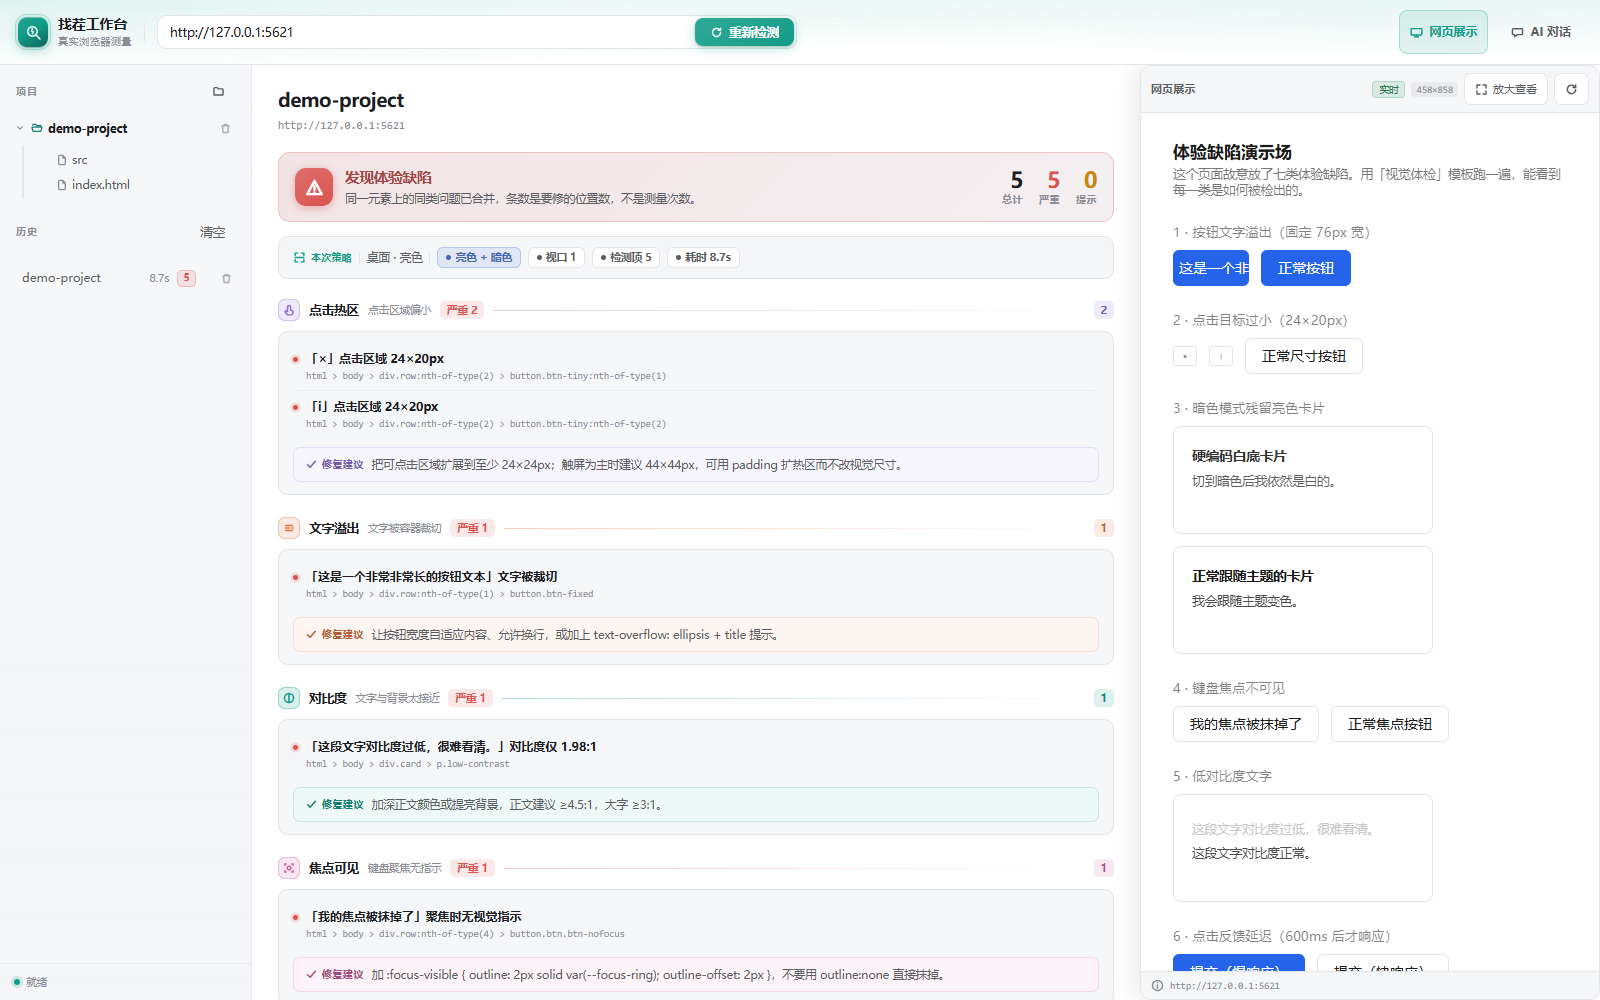 找茬工作台
真实浏览器测量
http://127.0.0.1:5621
重新检测
网页展示
AI 对话
项目
demo-project
src
index.html
历史
清空
demo-project
8.7s
5
就绪
demo-project
http://127.0.0.1:5621
发现体验缺陷
同一元素上的同类问题已合并，条数是要修的位置数，不是测量次数。
5
总计
5
严重
0
提示
本次策略
桌面 · 亮色
亮色 + 暗色
视口 1
检测项 5
耗时 8.7s
点击热区
点击区域偏小
严重 2
2
「×」点击区域 24×20px
html > body > div.row:nth-of-type(2) > button.btn-tiny:nth-of-type(1)
「i」点击区域 24×20px
html > body > div.row:nth-of-type(2) > button.btn-tiny:nth-of-type(2)
修复建议
把可点击区域扩展到至少 24×24px；触屏为主时建议 44×44px，可用 padding 扩热区而不改视觉尺寸。
文字溢出
文字被容器裁切
严重 1
1
「这是一个非常非常长的按钮文本」文字被裁切
html > body > div.row:nth-of-type(1) > button.btn-fixed
修复建议
让按钮宽度自适应内容、允许换行，或加上 text-overflow: ellipsis + title 提示。
对比度
文字与背景太接近
严重 1
1
「这段文字对比度过低，很难看清。」对比度仅 1.98:1
html > body > div.card > p.low-contrast
修复建议
加深正文颜色或提亮背景，正文建议 ≥4.5:1，大字 ≥3:1。
焦点可见
键盘聚焦无指示
严重 1
1
「我的焦点被抹掉了」聚焦时无视觉指示
html > body > div.row:nth-of-type(4) > button.btn.btn-nofocus
修复建议
加 :focus-visible { outline: 2px solid var(--focus-ring); outline-offset: 2px }，不要用 outline:none 直接抹掉。
网页展示
实时
458×858
放大查看
体验缺陷演示场
这个页面故意放了七类体验缺陷。用「视觉体检」模板跑一遍，能看到
每一类是如何被检出的。
1 · 按钮文字溢出（固定 76px 宽）
这是一个非
正常按钮
2 · 点击目标过小（24×20px）
×
i
正常尺寸按钮
3 · 暗色模式残留亮色卡片
硬编码白底卡片
切到暗色后我依然是白的。
正常跟随主题的卡片
我会跟随主题变色。
4 · 键盘焦点不可见
我的焦点被抹掉了
正常焦点按钮
5 · 低对比度文字
这段文字对比度过低，很难看清。
这段文字对比度正常。
6 · 点击反馈延迟（600ms 后才响应）
提交（慢响应）
提交（快响应）
http://127.0.0.1:5621